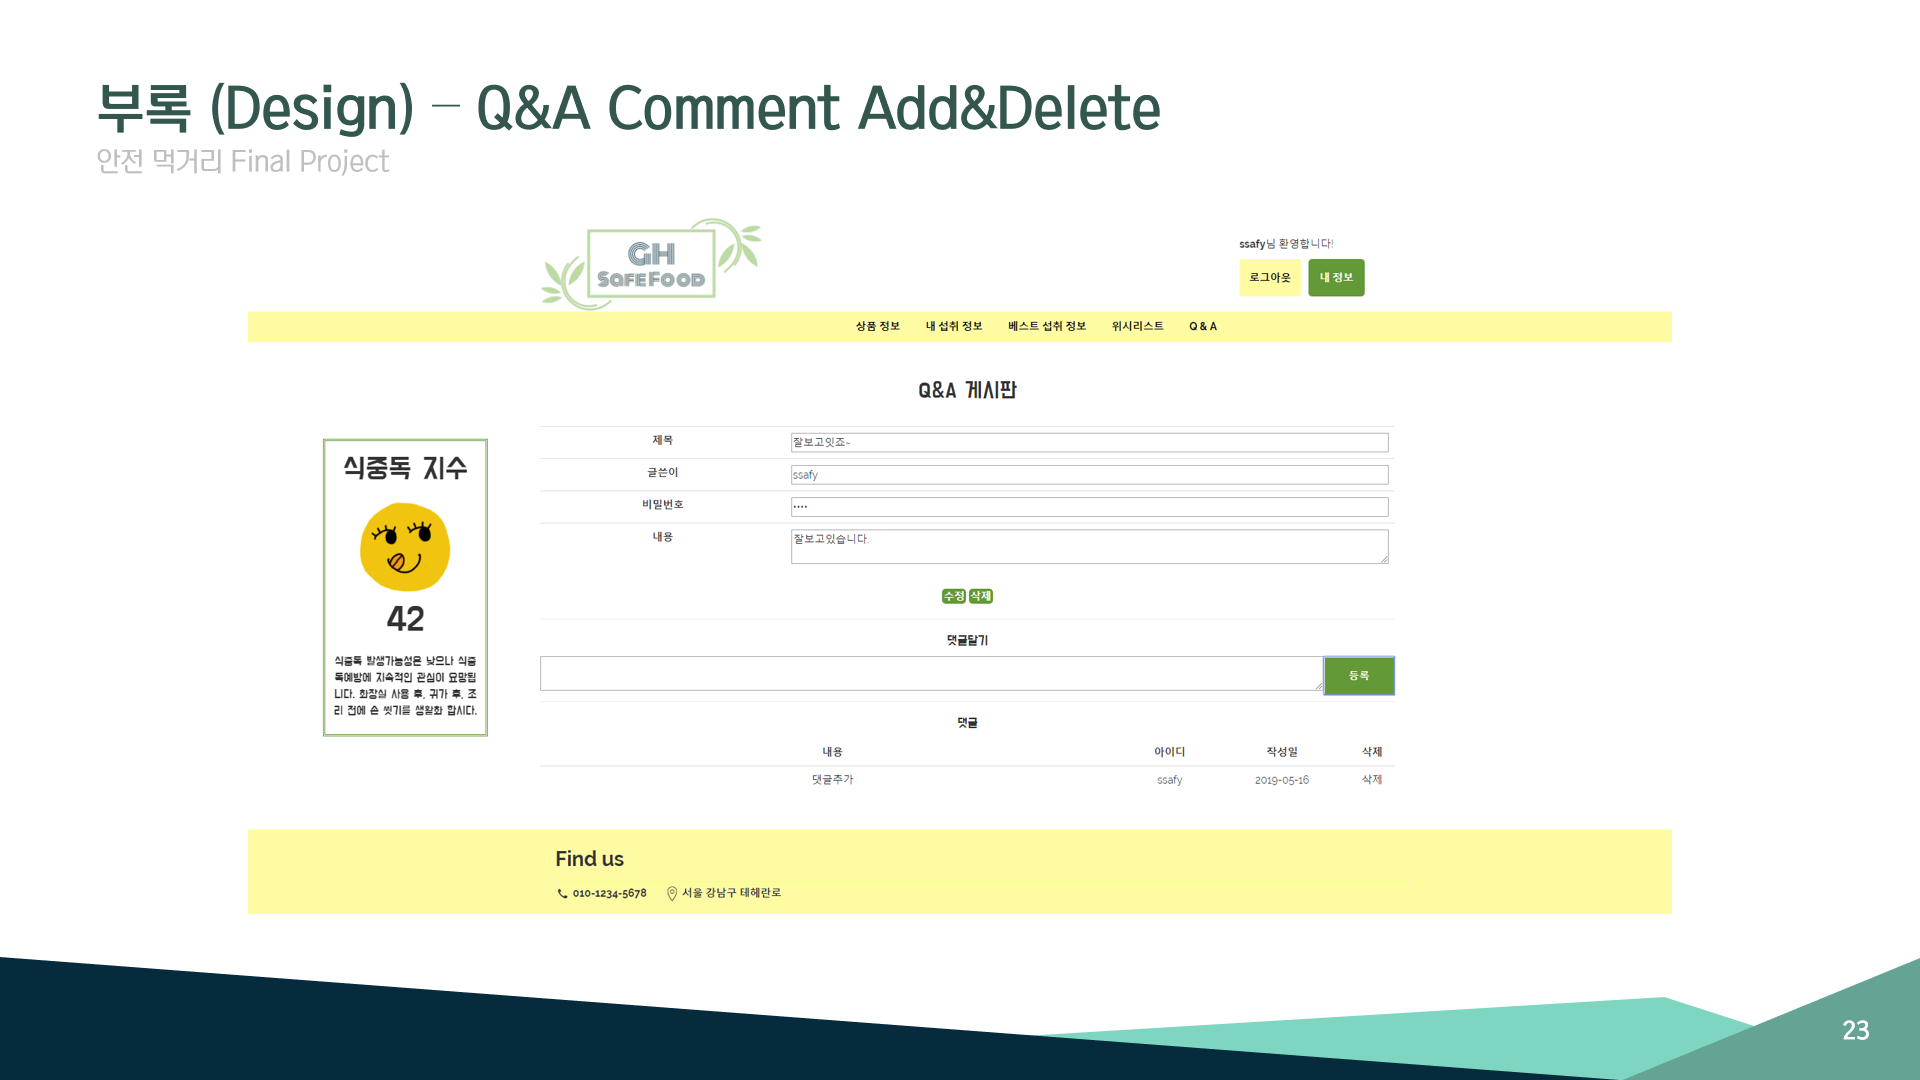 부록 (Design) – Q&A Comment Add&Delete
안전 먹거리 Final Project
GH
SAFE FOOD
ssafy님 환영합니다!
로그아웃 내 정보
상품 정보 내 섭취 정보 베스트 섭취 정보 위시리스트 Q & A
Q&A 게시판
제목 잘보고잇죠~
글쓴이 ssafy
비밀번호 ••••
내용 잘보고있습니다.
수정 삭제
식중독 지수
42
식중독 발생가능성은 낮으나 식중
독예방에 지속적인 관심이 요망됩
니다. 화장실 사용 후, 귀가 후, 조
리 전에 손 씻기를 생활화 합시다.
댓글달기
등록
댓글
내용 아이디 작성일 삭제
댓글추가 ssafy 2019-05-16 삭제
Find us
010-1234-5678 서울 강남구 테헤란로
23